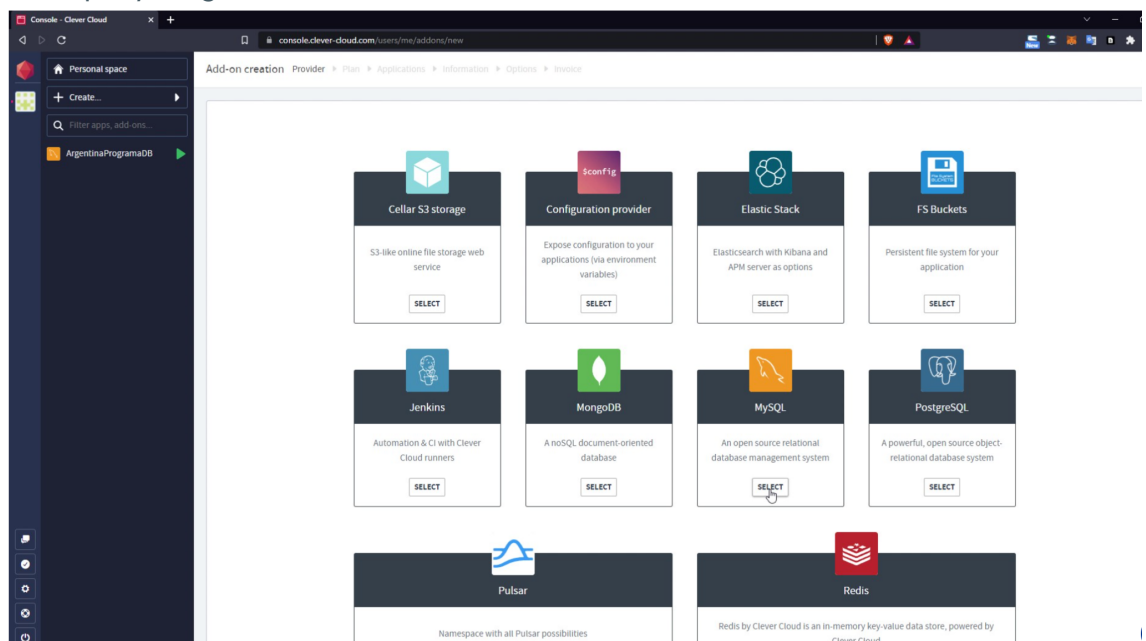 Console - Clever Cloud
console.clever-cloud.com/users/me/addons/new
New
Personal space
Add-on creation Provider Plan Applications Information Options Invoice
Create...
Filter apps, add-ons...
ArgentinaProgramaDB
$config
Cellar S3 storage
Configuration provider
Elastic Stack
FS Buckets
S3-like online file storage web
service
Expose configuration to your
applications (via environment
variables)
Elasticsearch with Kibana and
APM server as options
Persistent file system for your
application
SELECT
SELECT
SELECT
SELECT
Jenkins
MongoDB
MySQL
PostgreSQL
Automation & CI with Clever
Cloud runners
A noSQL document-oriented
database
An open source relational
database management system
A powerful, open source object-
relational database system
SELECT
SELECT
SELECT
SELECT
Pulsar
Redis
Namespace with all Pulsar possibilities
Redis by Clever Cloud is an in-memory key-value data store, powered by
Clever Cloud